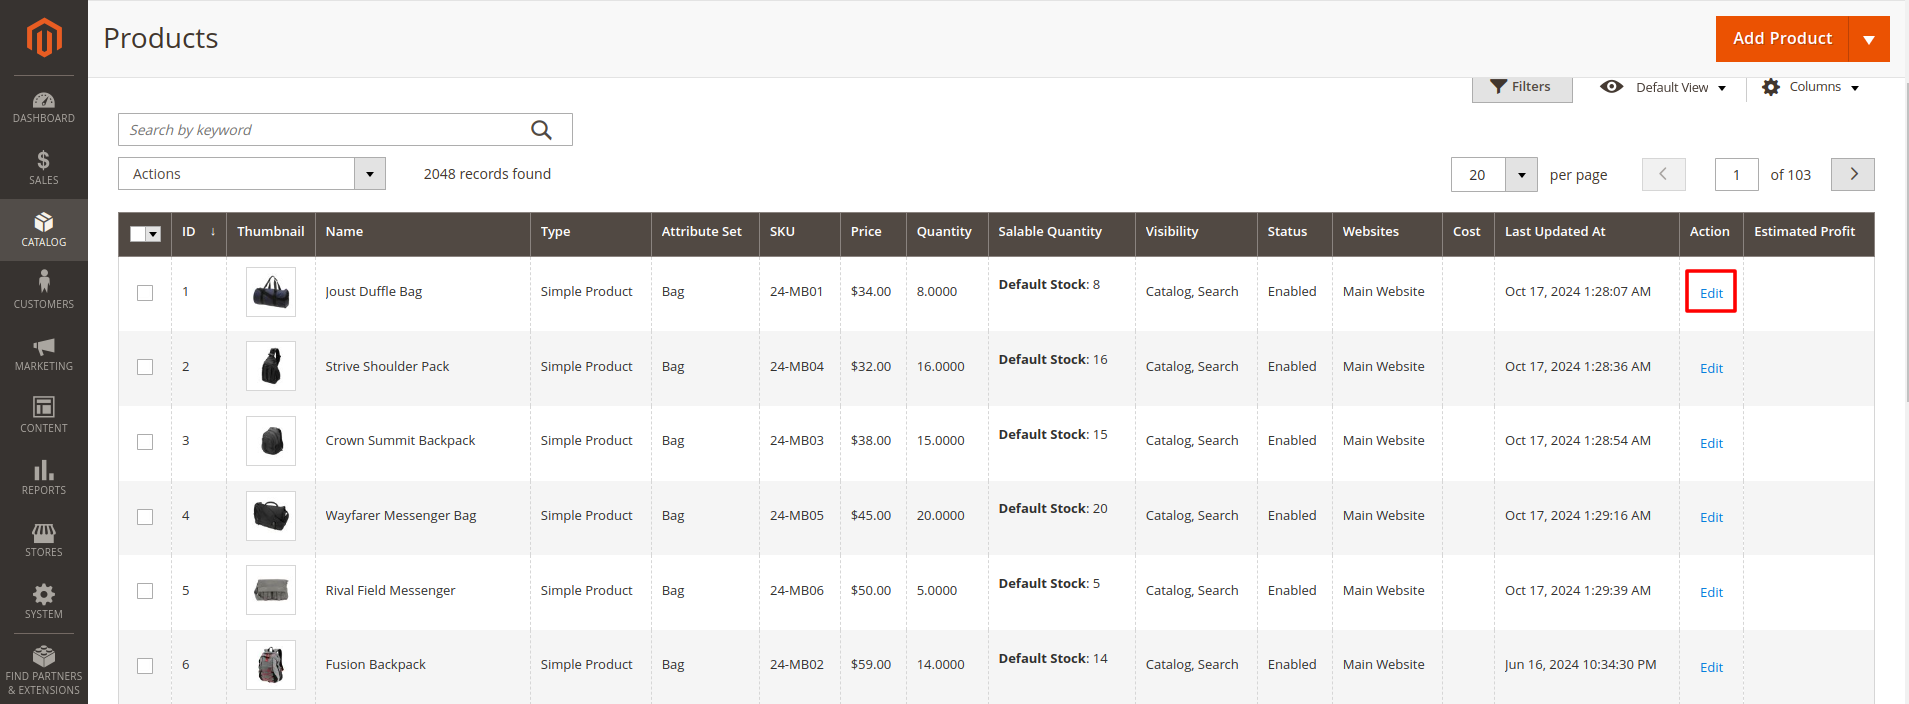 Products
Add Product
DASHBOARD
SALES
CATALOG
CUSTOMERS
MARKETING
CONTENT
REPORTS
STORES
SYSTEM
FIND PARTNERS
& EXTENSIONS
Filters Default View Columns
Search by keyword
Actions 2048 records found 20 per page 1 of 103
ID ↓ Thumbnail Name Type Attribute Set SKU Price Quantity Salable Quantity Visibility Status Websites Cost Last Updated At Action Estimated Profit
1 Joust Duffle Bag Simple Product Bag 24-MB01 $34.00 8.0000 Default Stock: 8 Catalog, Search Enabled Main Website Oct 17, 2024 1:28:07 AM Edit
2 Strive Shoulder Pack Simple Product Bag 24-MB04 $32.00 16.0000 Default Stock: 16 Catalog, Search Enabled Main Website Oct 17, 2024 1:28:36 AM Edit
3 Crown Summit Backpack Simple Product Bag 24-MB03 $38.00 15.0000 Default Stock: 15 Catalog, Search Enabled Main Website Oct 17, 2024 1:28:54 AM Edit
4 Wayfarer Messenger Bag Simple Product Bag 24-MB05 $45.00 20.0000 Default Stock: 20 Catalog, Search Enabled Main Website Oct 17, 2024 1:29:16 AM Edit
5 Rival Field Messenger Simple Product Bag 24-MB06 $50.00 5.0000 Default Stock: 5 Catalog, Search Enabled Main Website Oct 17, 2024 1:29:39 AM Edit
6 Fusion Backpack Simple Product Bag 24-MB02 $59.00 14.0000 Default Stock: 14 Catalog, Search Enabled Main Website Jun 16, 2024 10:34:30 PM Edit